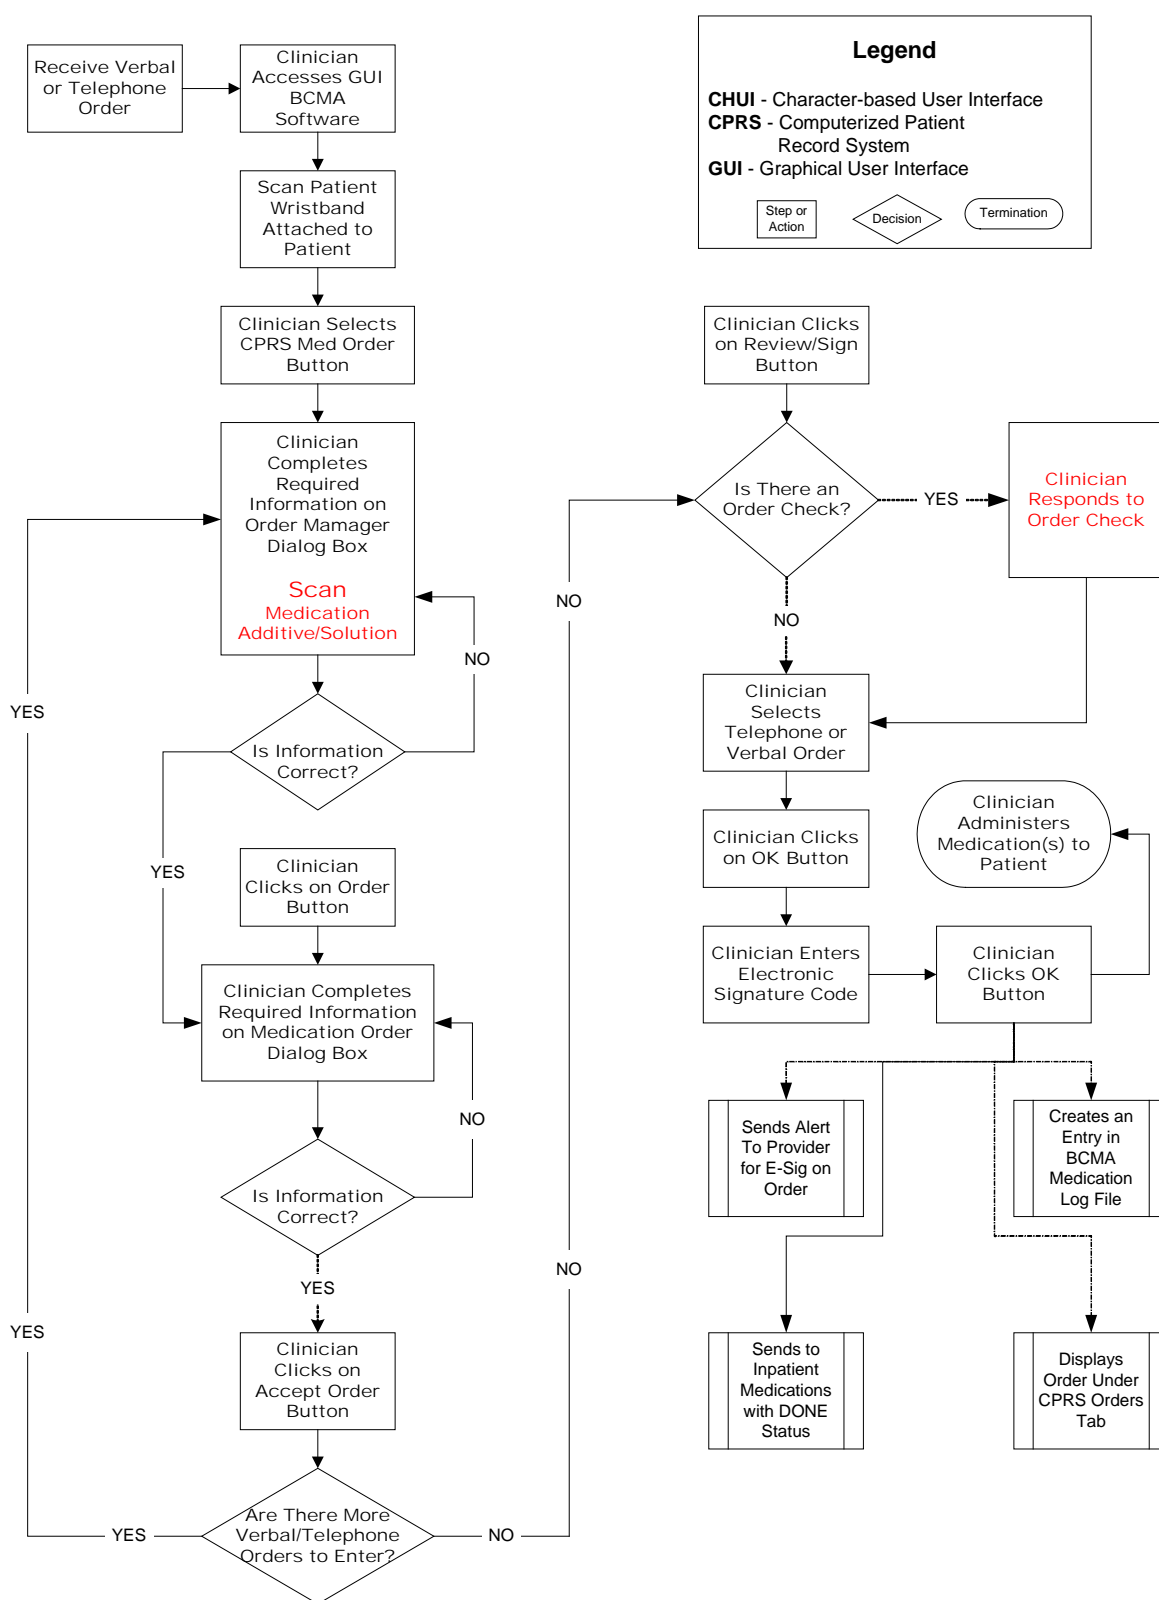 Receive Verbal
or Telephone
Order
Clinician
Accesses GUI
BCMA
Software
Scan Patient
Wristband
Attached to
Patient
Clinician Selects
CPRS Med Order
Button
Clinician
Completes
Required
Information on
Order Mamager
Dialog Box
Scan
Medication
Additive/Solution
NO
YES
Is Information
Correct?
YES
Clinician
Clicks on Order
Button
Clinician Completes
Required Information
on Medication Order
Dialog Box
NO
Is Information
Correct?
YES
YES
Clinician
Clicks on
Accept Order
Button
Are There More
Verbal/Telephone
Orders to Enter?
YES
NO
NO
NO
Legend
CHUI - Character-based User Interface
CPRS - Computerized Patient
Record System
GUI - Graphical User Interface
Step or
Action
Decision
Termination
Clinician Clicks
on Review/Sign
Button
Is There an
Order Check?
YES
Clinician
Responds to
Order Check
NO
Clinician
Selects
Telephone or
Verbal Order
Clinician Clicks
on OK Button
Clinician
Administers
Medication(s) to
Patient
Clinician Enters
Electronic
Signature Code
Clinician
Clicks OK
Button
Sends Alert
To Provider
for E-Sig on
Order
Creates an
Entry in
BCMA
Medication
Log File
Sends to
Inpatient
Medications
with DONE
Status
Displays
Order Under
CPRS Orders
Tab